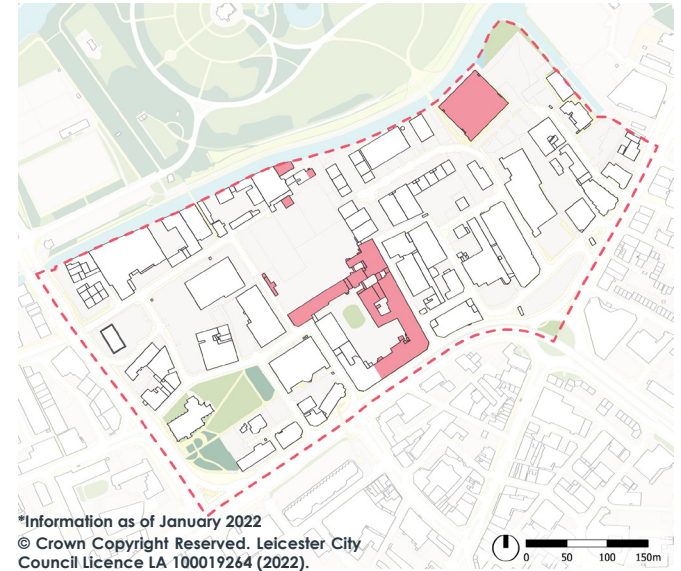 *Information as of January 2022
© Crown Copyright Reserved. Leicester City
Council Licence LA 100019264 (2022).
0 50 100 150m